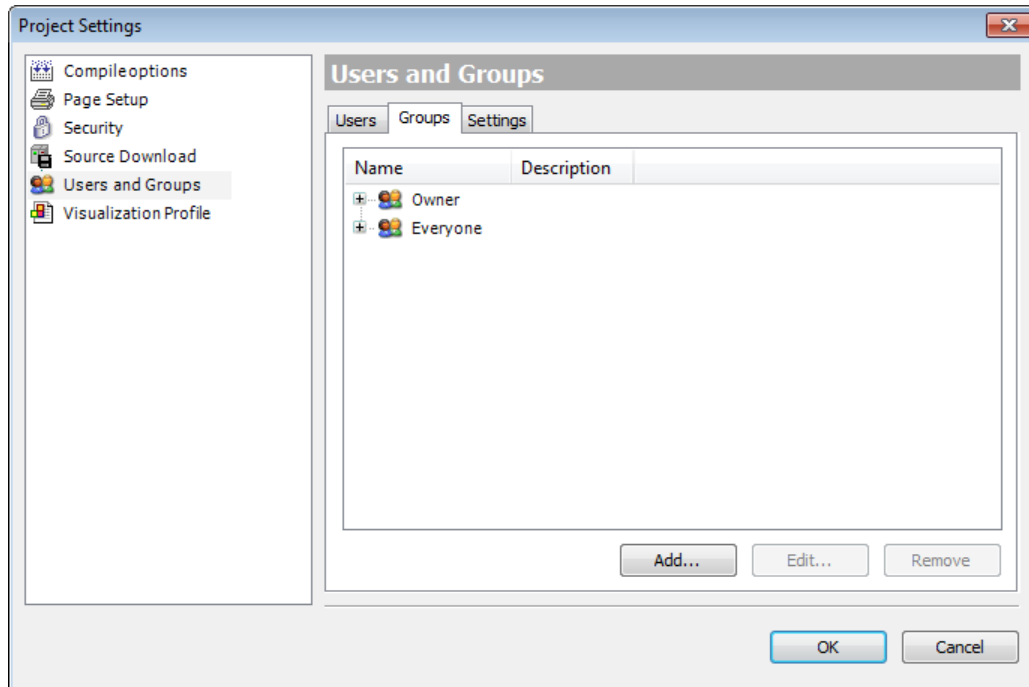 Project Settings
Compileoptions
Page Setup
Security
Source Download
Users and Groups
Visualization Profile
Users and Groups
Users Groups Settings
Name Description
Owner
Everyone
Add... Edit... Remove
OK Cancel